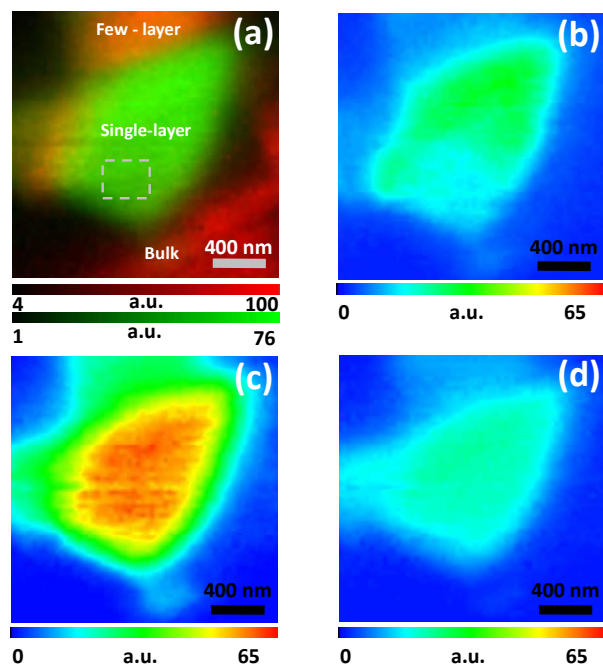 Few - layer
(a)
Single-layer
Bulk
400 nm
4 a.u. 100
1 a.u. 76
(b)
400 nm
0 a.u. 65
(c)
400 nm
0 a.u. 65
(d)
400 nm
0 a.u. 65